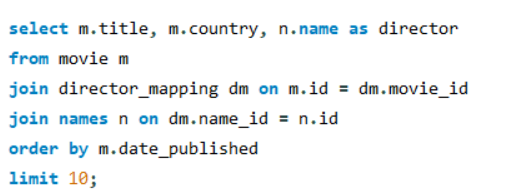 select m.title, m.country, n.name as director
from movie m
join director_mapping dm on m.id = dm.movie_id
join names n on dm.name_id = n.id
order by m.date_published
limit 10;